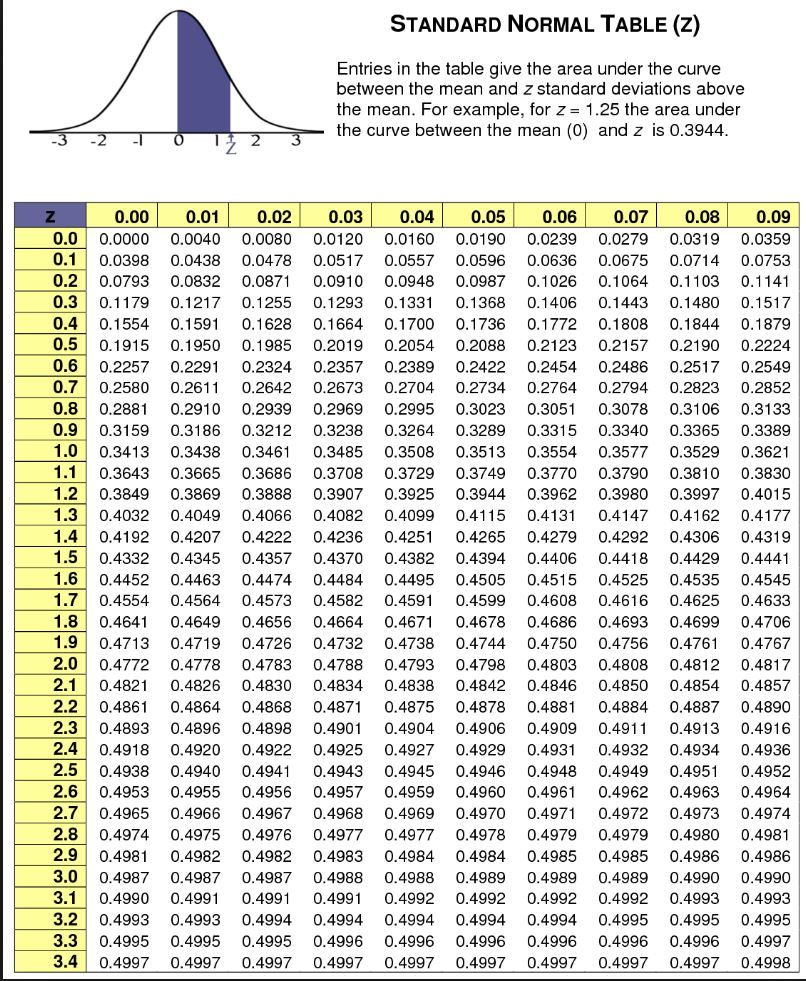 STANDARD NORMAL TABLE (Z)
Entries in the table give the area under the curve
between the mean and z standard deviations above
the mean. For example, for z = 1.25 the area under
the curve between the mean (0) and z is 0.3944.
-3 -2 -1 0 1 Z 2 3
Z 0.00 0.01 0.02 0.03 0.04 0.05 0.06 0.07 0.08 0.09
0.0 0.0000 0.0040 0.0080 0.0120 0.0160 0.0190 0.0239 0.0279 0.0319 0.0359
0.1 0.0398 0.0438 0.0478 0.0517 0.0557 0.0596 0.0636 0.0675 0.0714 0.0753
0.2 0.0793 0.0832 0.0871 0.0910 0.0948 0.0987 0.1026 0.1064 0.1103 0.1141
0.3 0.1179 0.1217 0.1255 0.1293 0.1331 0.1368 0.1406 0.1443 0.1480 0.1517
0.4 0.1554 0.1591 0.1628 0.1664 0.1700 0.1736 0.1772 0.1808 0.1844 0.1879
0.5 0.1915 0.1950 0.1985 0.2019 0.2054 0.2088 0.2123 0.2157 0.2190 0.2224
0.6 0.2257 0.2291 0.2324 0.2357 0.2389 0.2422 0.2454 0.2486 0.2517 0.2549
0.7 0.2580 0.2611 0.2642 0.2673 0.2704 0.2734 0.2764 0.2794 0.2823 0.2852
0.8 0.2881 0.2910 0.2939 0.2969 0.2995 0.3023 0.3051 0.3078 0.3106 0.3133
0.9 0.3159 0.3186 0.3212 0.3238 0.3264 0.3289 0.3315 0.3340 0.3365 0.3389
1.0 0.3413 0.3438 0.3461 0.3485 0.3508 0.3513 0.3554 0.3577 0.3529 0.3621
1.1 0.3643 0.3665 0.3686 0.3708 0.3729 0.3749 0.3770 0.3790 0.3810 0.3830
1.2 0.3849 0.3869 0.3888 0.3907 0.3925 0.3944 0.3962 0.3980 0.3997 0.4015
1.3 0.4032 0.4049 0.4066 0.4082 0.4099 0.4115 0.4131 0.4147 0.4162 0.4177
1.4 0.4192 0.4207 0.4222 0.4236 0.4251 0.4265 0.4279 0.4292 0.4306 0.4319
1.5 0.4332 0.4345 0.4357 0.4370 0.4382 0.4394 0.4406 0.4418 0.4429 0.4441
1.6 0.4452 0.4463 0.4474 0.4484 0.4495 0.4505 0.4515 0.4525 0.4535 0.4545
1.7 0.4554 0.4564 0.4573 0.4582 0.4591 0.4599 0.4608 0.4616 0.4625 0.4633
1.8 0.4641 0.4649 0.4656 0.4664 0.4671 0.4678 0.4686 0.4693 0.4699 0.4706
1.9 0.4713 0.4719 0.4726 0.4732 0.4738 0.4744 0.4750 0.4756 0.4761 0.4767
2.0 0.4772 0.4778 0.4783 0.4788 0.4793 0.4798 0.4803 0.4808 0.4812 0.4817
2.1 0.4821 0.4826 0.4830 0.4834 0.4838 0.4842 0.4846 0.4850 0.4854 0.4857
2.2 0.4861 0.4864 0.4868 0.4871 0.4875 0.4878 0.4881 0.4884 0.4887 0.4890
2.3 0.4893 0.4896 0.4898 0.4901 0.4904 0.4906 0.4909 0.4911 0.4913 0.4916
2.4 0.4918 0.4920 0.4922 0.4925 0.4927 0.4929 0.4931 0.4932 0.4934 0.4936
2.5 0.4938 0.4940 0.4941 0.4943 0.4945 0.4946 0.4948 0.4949 0.4951 0.4952
2.6 0.4953 0.4955 0.4956 0.4957 0.4959 0.4960 0.4961 0.4962 0.4963 0.4964
2.7 0.4965 0.4966 0.4967 0.4968 0.4969 0.4970 0.4971 0.4972 0.4973 0.4974
2.8 0.4974 0.4975 0.4976 0.4977 0.4977 0.4978 0.4979 0.4979 0.4980 0.4981
2.9 0.4981 0.4982 0.4982 0.4983 0.4984 0.4984 0.4985 0.4985 0.4986 0.4986
3.0 0.4987 0.4987 0.4987 0.4988 0.4988 0.4989 0.4989 0.4989 0.4990 0.4990
3.1 0.4990 0.4991 0.4991 0.4991 0.4992 0.4992 0.4992 0.4992 0.4993 0.4993
3.2 0.4993 0.4993 0.4994 0.4994 0.4994 0.4994 0.4994 0.4995 0.4995 0.4995
3.3 0.4995 0.4995 0.4995 0.4996 0.4996 0.4996 0.4996 0.4996 0.4996 0.4997
3.4 0.4997 0.4997 0.4997 0.4997 0.4997 0.4997 0.4997 0.4997 0.4997 0.4998